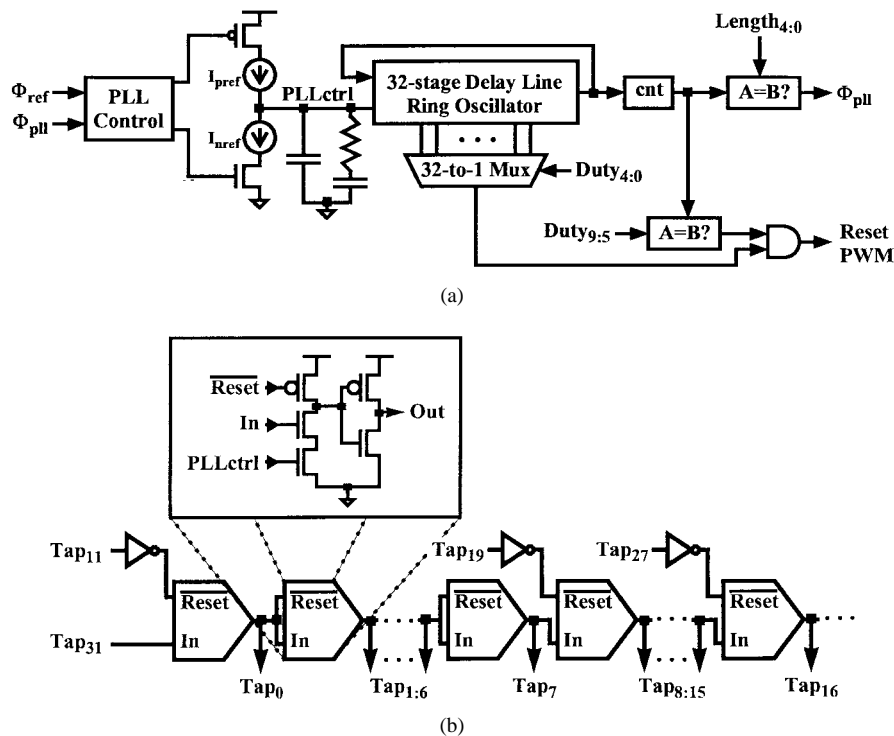 Length4:0
Φref
Φpll
PLL
Control
Ipref
Inref
PLLctrl
32-stage Delay Line
Ring Oscillator
cnt
A=B?
Φpll
32-to-1 Mux
Duty4:0
Duty9:5
A=B?
Reset
PWM
(a)
Reset
In
PLLctrl
Out
Tap11
Tap31
Reset
In
Tap0
Reset
In
Tap1:6
Reset
In
Tap7
Tap19
Reset
In
Tap8:15
Tap27
Reset
In
Tap16
(b)